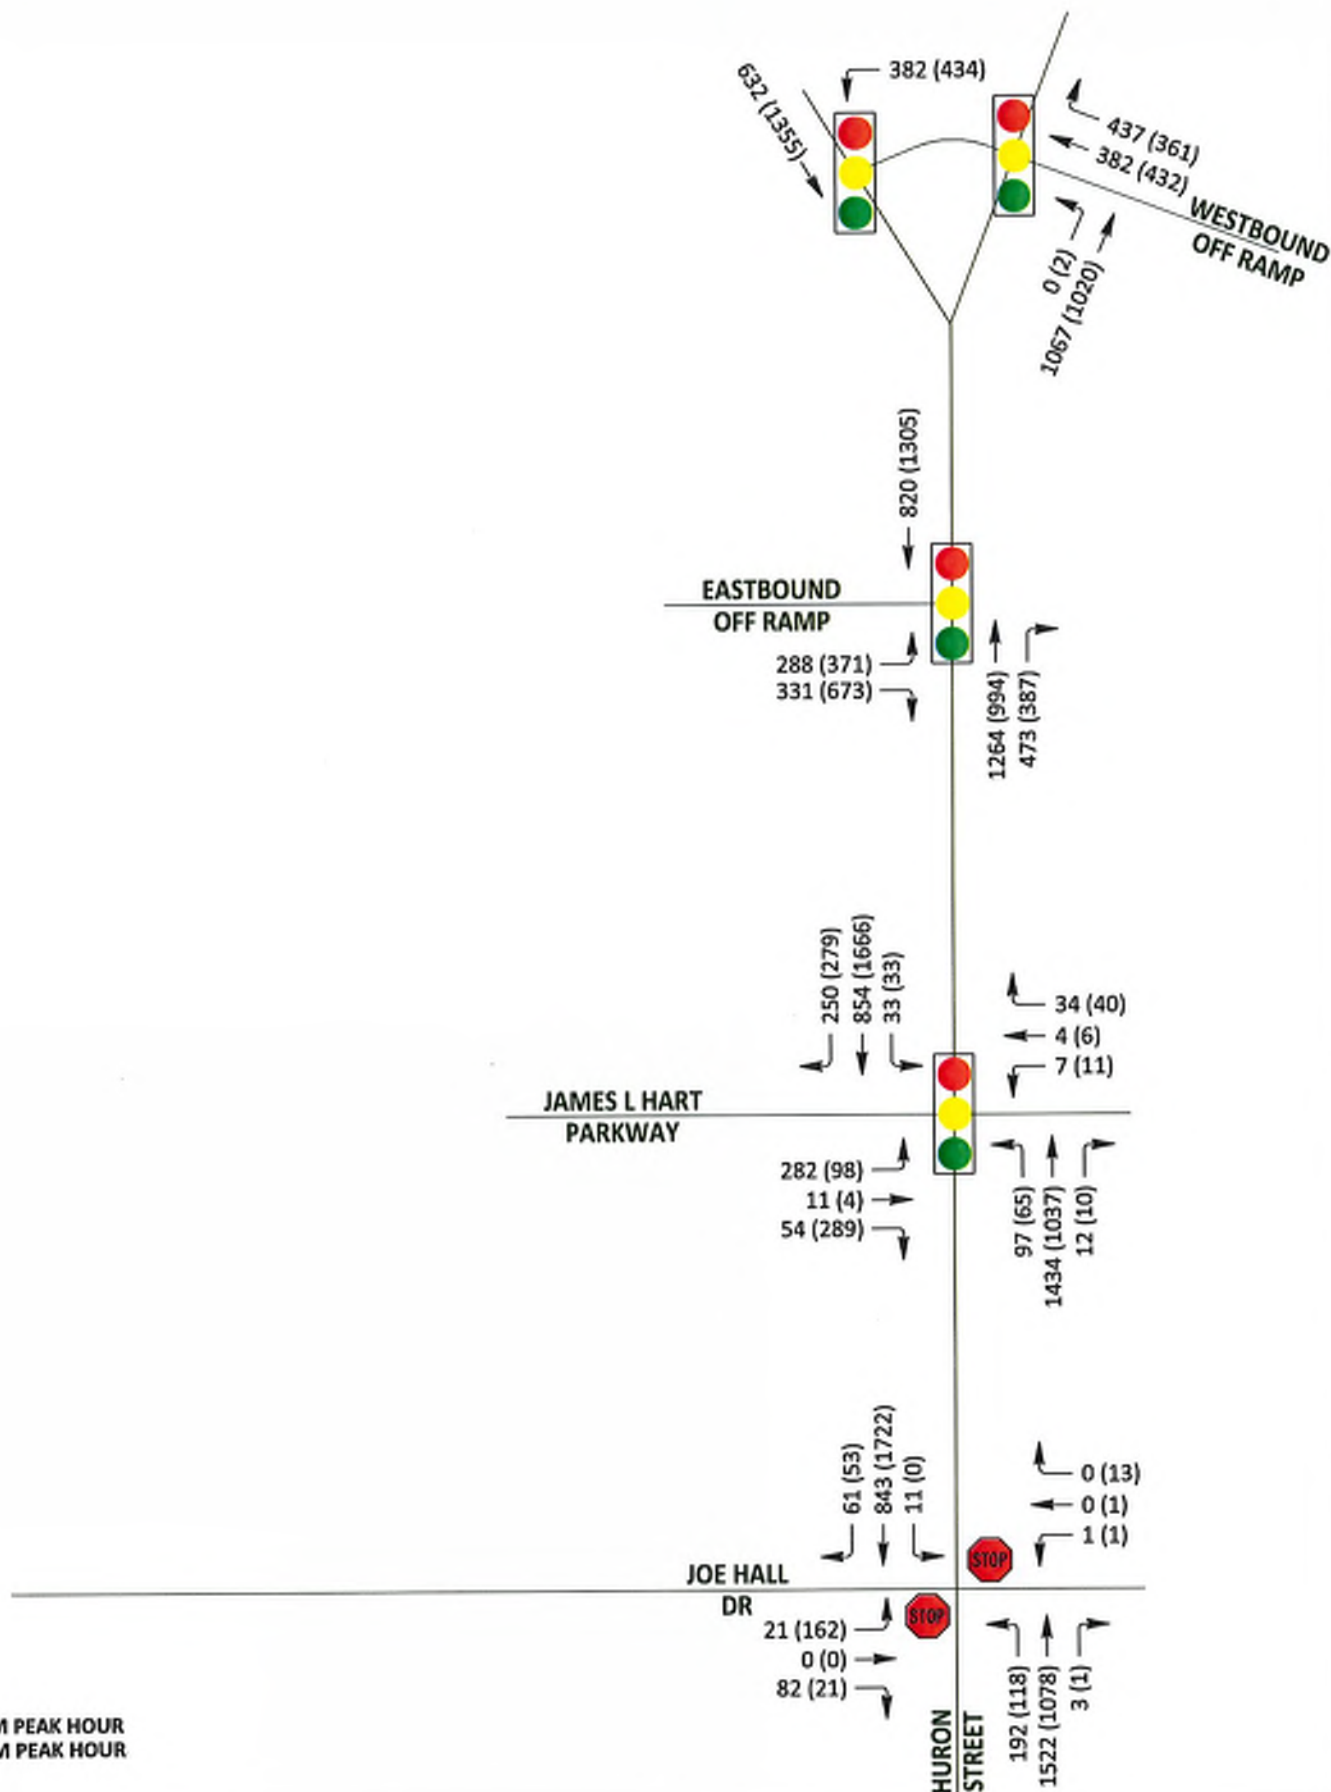 382 (434)
632 (1355)
437 (361)
382 (432)
WESTBOUND
OFF RAMP
0 (2)
1067 (1020)
820 (1305)
EASTBOUND
OFF RAMP
288 (371)
331 (673)
1264 (994)
473 (387)
250 (279)
854 (1666)
33 (33)
34 (40)
4 (6)
7 (11)
JAMES L HART
PARKWAY
282 (98)
11 (4)
54 (289)
97 (65)
1434 (1037)
12 (10)
61 (53)
843 (1722)
11 (0)
0 (13)
0 (1)
1 (1)
STOP
JOE HALL
DR
STOP
21 (162)
0 (0)
82 (21)
192 (118)
1522 (1078)
3 (1)
HURON
STREET
M PEAK HOUR
M PEAK HOUR